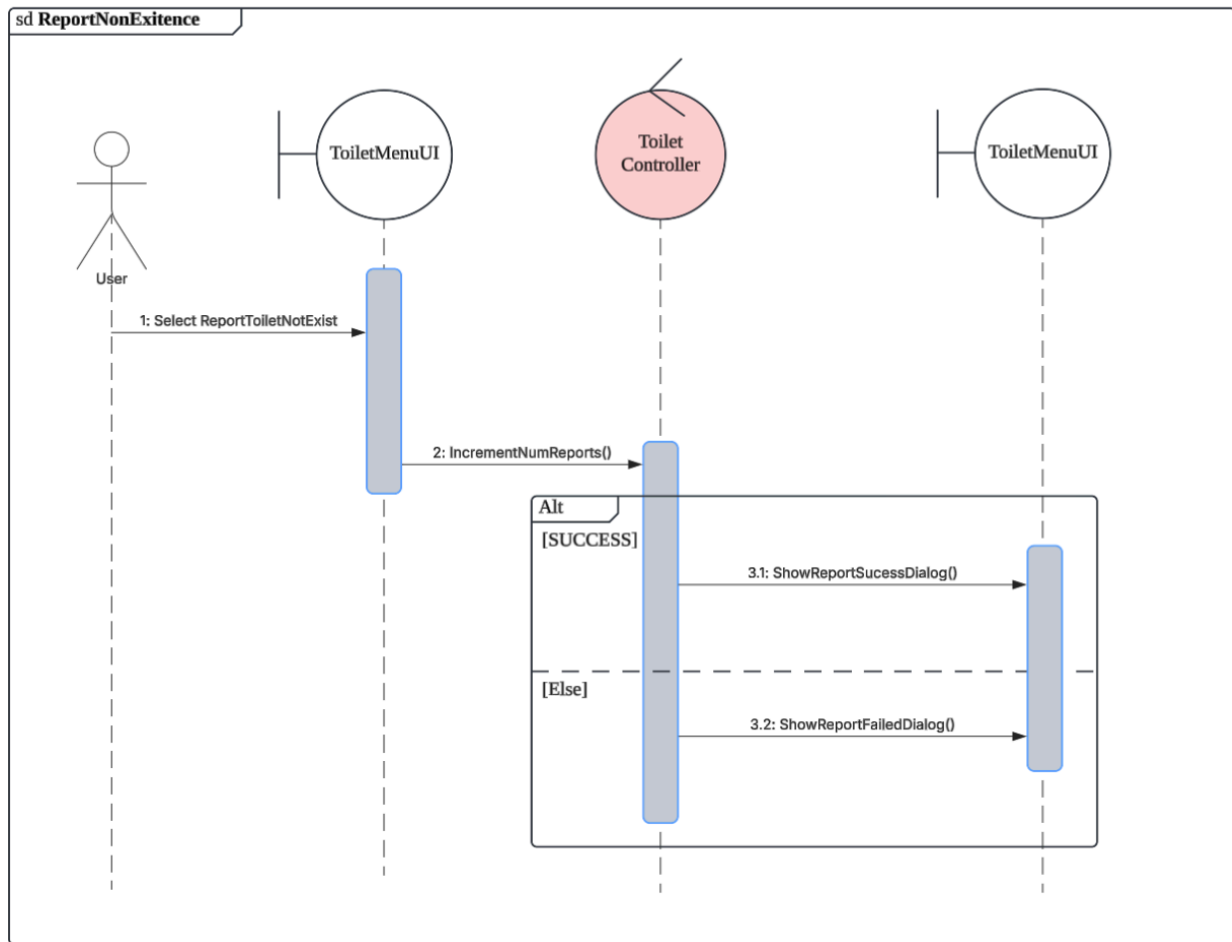 sd ReportNonExitence
ToiletMenuUI
Toilet
Controller
ToiletMenuUI
User
1: Select ReportToiletNotExist
2: IncrementNumReports()
Alt
[SUCCESS]
3.1: ShowReportSucessDialog()
[Else]
3.2: ShowReportFailedDialog()